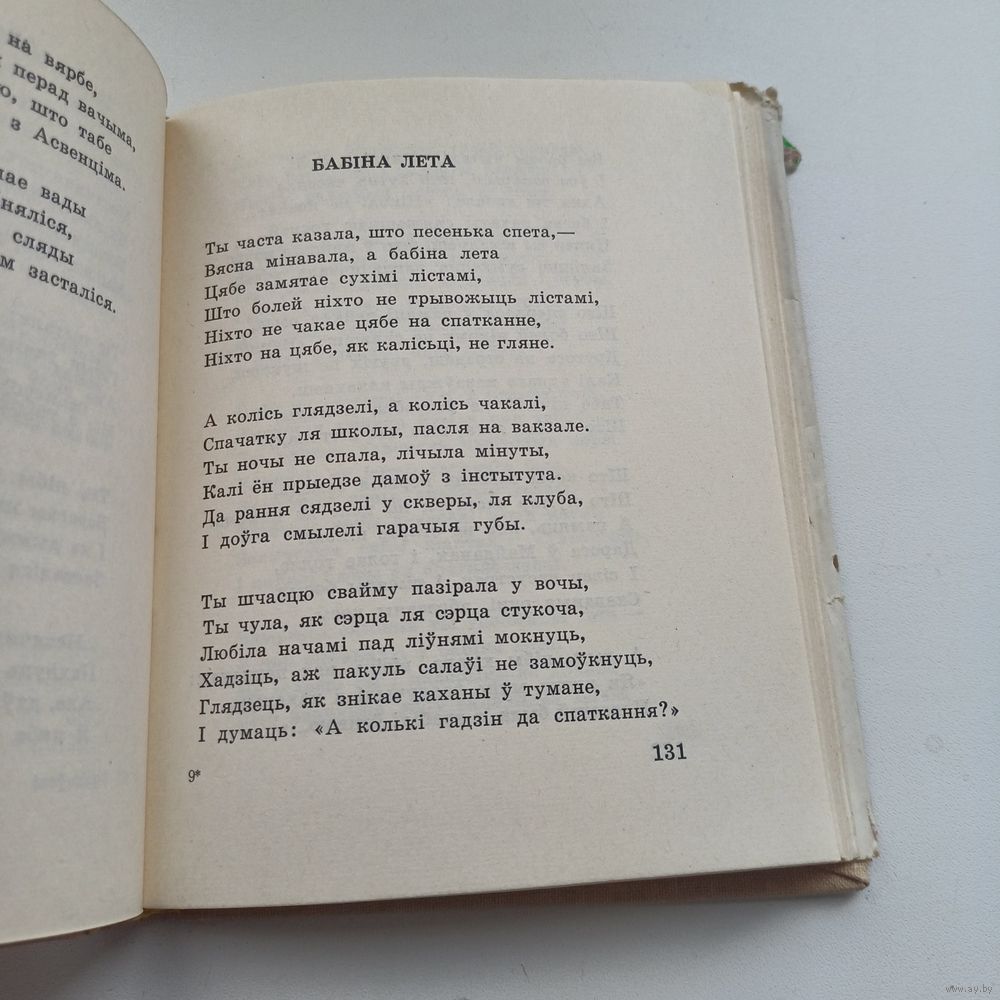 на вярбе,
перад вачыма,
што табе
з Асвенціма.
вады
сляды
засталіся.
БАБІНА ЛЕТА
Ты часта казала, што песенька спета,—
Вясна мінавала, а бабіна лета
Цябе замятае сухімі лістамі,
Што болей ніхто не трывожыць лістамі,
Ніхто не чакае цябе на спатканне,
Ніхто на цябе, як калісьці, не гляне.
А колісь глядзелі, а колісь чакалі,
Спачатку ля школы, пасля на вакзале.
Ты ночы не спала, лічыла мінуты,
Калі ён прыедзе дамоў з інстытута.
Да рання сядзелі у скверы, ля клуба,
І доўга смылелі гарачыя губы.
Ты шчасцю свайму пазірала у вочы,
Ты чула, як сэрца ля сэрца стукоча,
Любіла начамі пад ліўнямі мокнуць,
Хадзіць, аж пакуль салаўі не замоўкнуць,
Глядзець, як знікае каханы ў тумане,
І думаць: «А колькі гадзін да спаткання?»
131
9*
www.ay.by